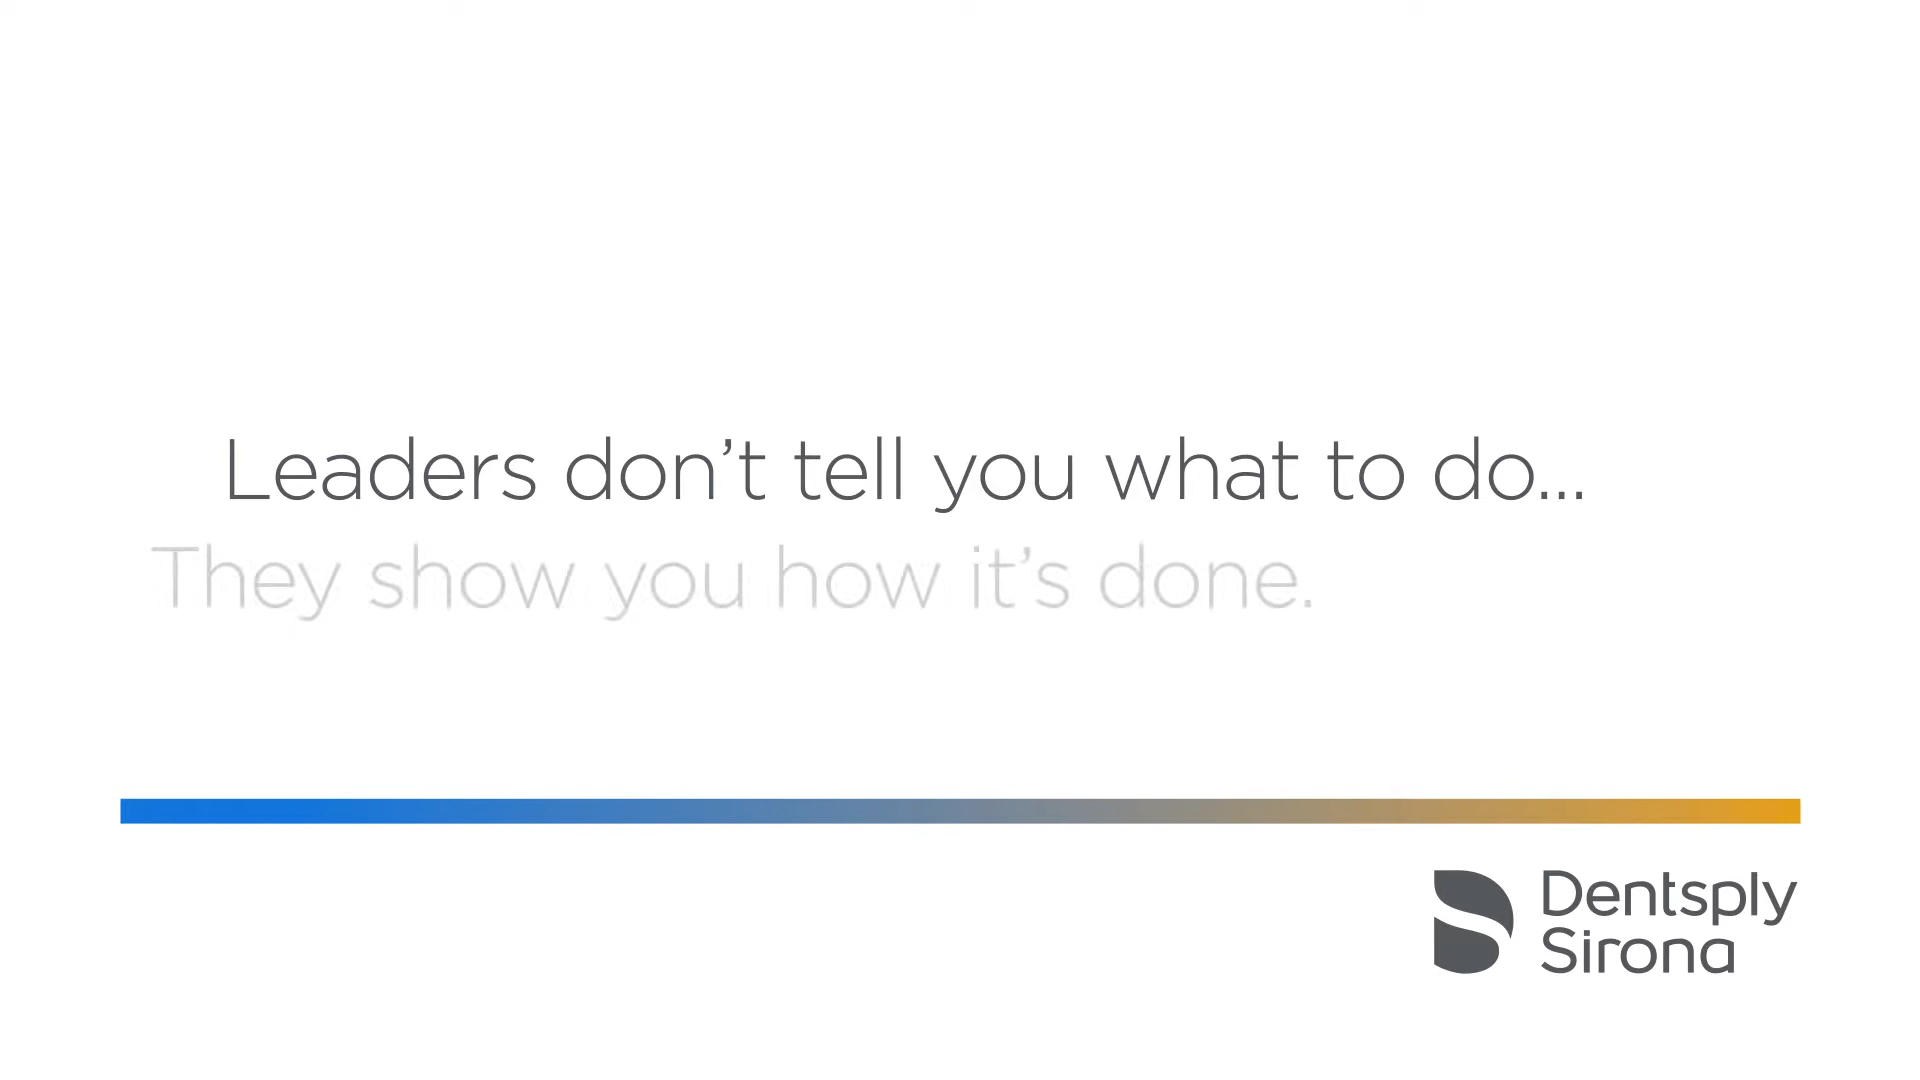 Leaders don’t tell you what to do...
They show you how it’s done.
Dentsply
Sirona